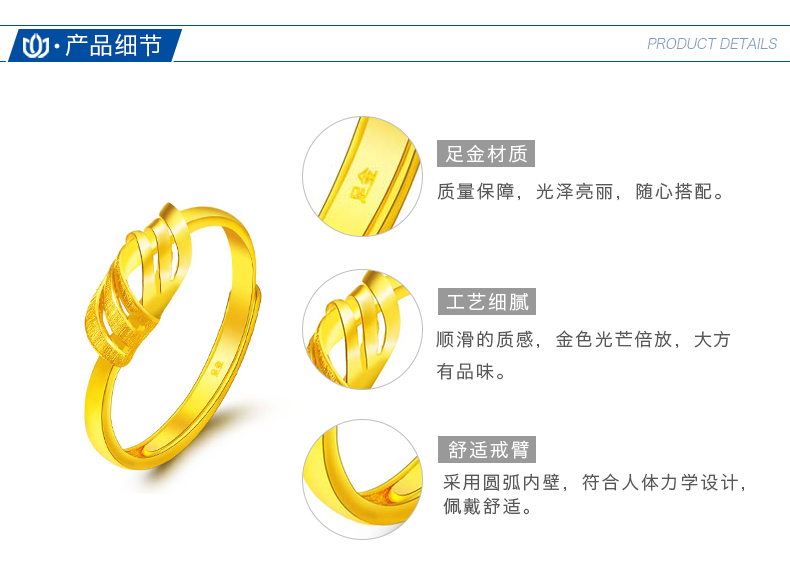 ·产品细节
PRODUCT DETAILS
足金
足金材质
质量保障，光泽亮丽，随心搭配。
工艺细腻
顺滑的质感，金色光芒倍放，大方
有品味。
足金
舒适戒臂
采用圆弧内壁，符合人体力学设计，
佩戴舒适。